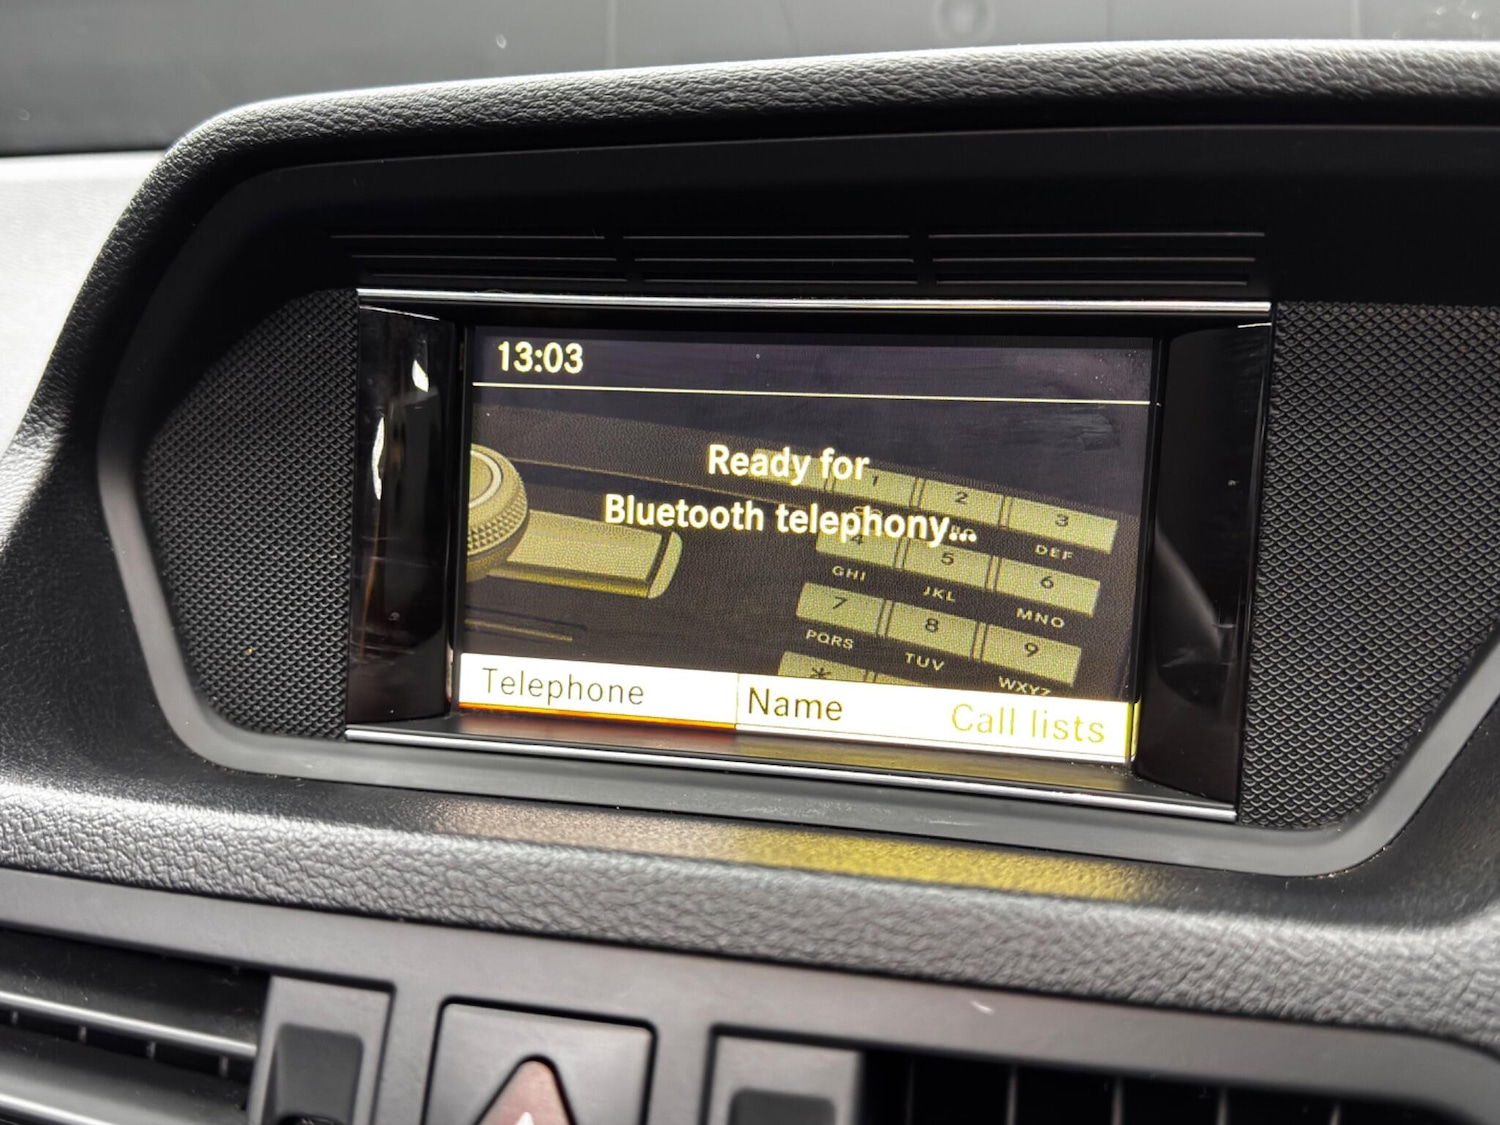 13:03
Ready for
Bluetooth telephony...
1 2 3
DEF
4 5 6
GHI JKL MNO
7 8 9
PQRS TUV WXYZ
*
Telephone Name Call lists